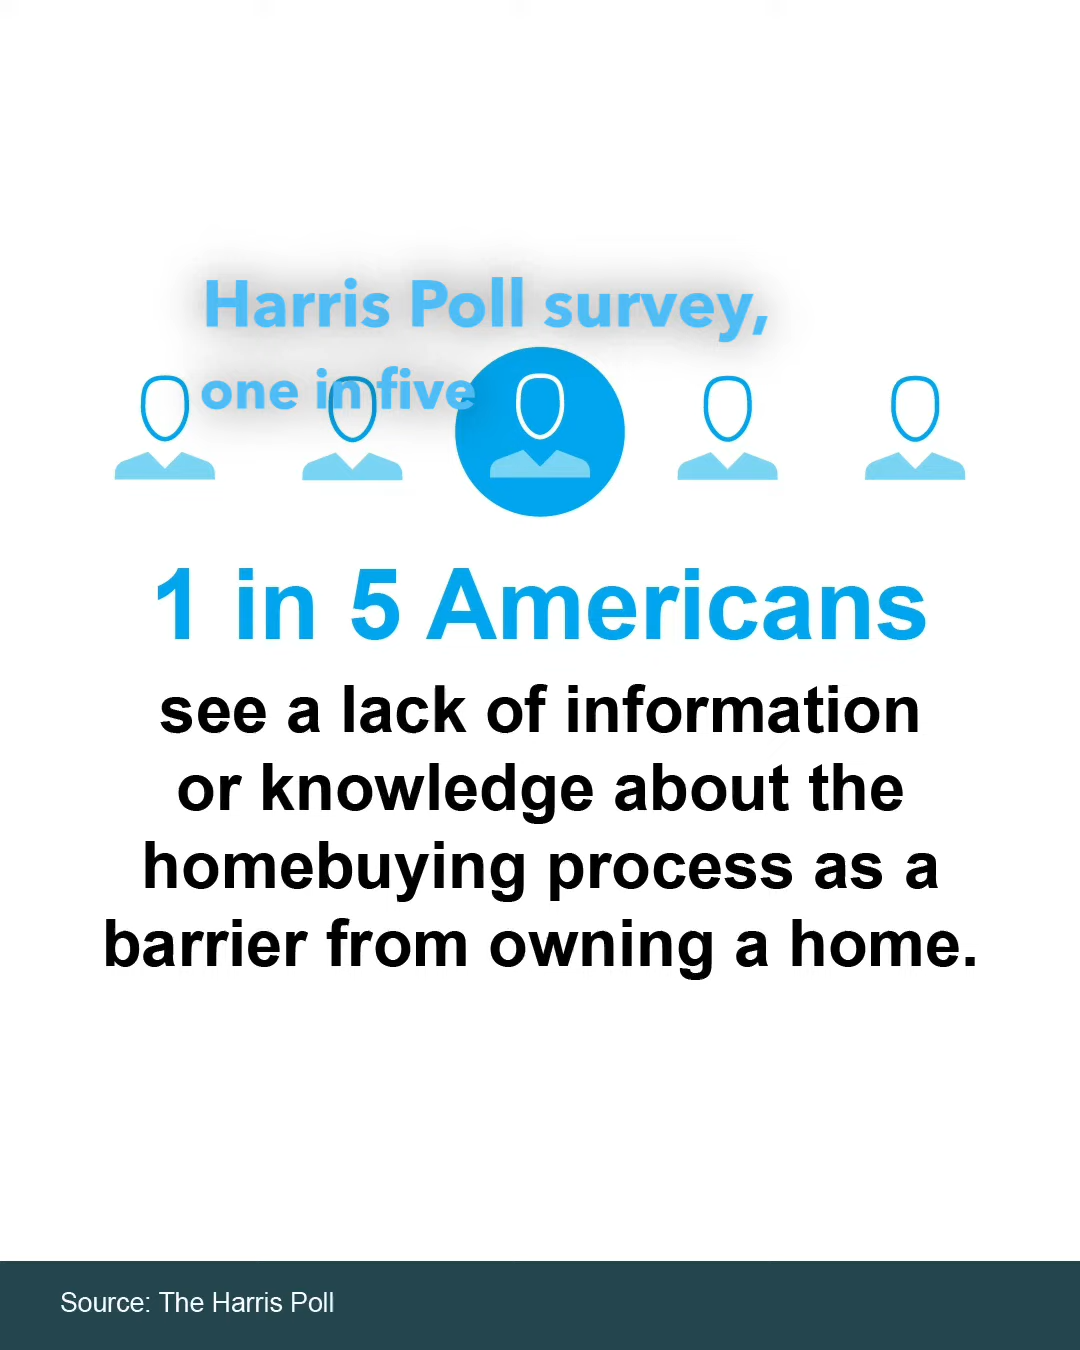 Harris Poll survey,
one in five
1 in 5 Americans
see a lack of information
or knowledge about the
homebuying process as a
barrier from owning a home.
Source: The Harris Poll